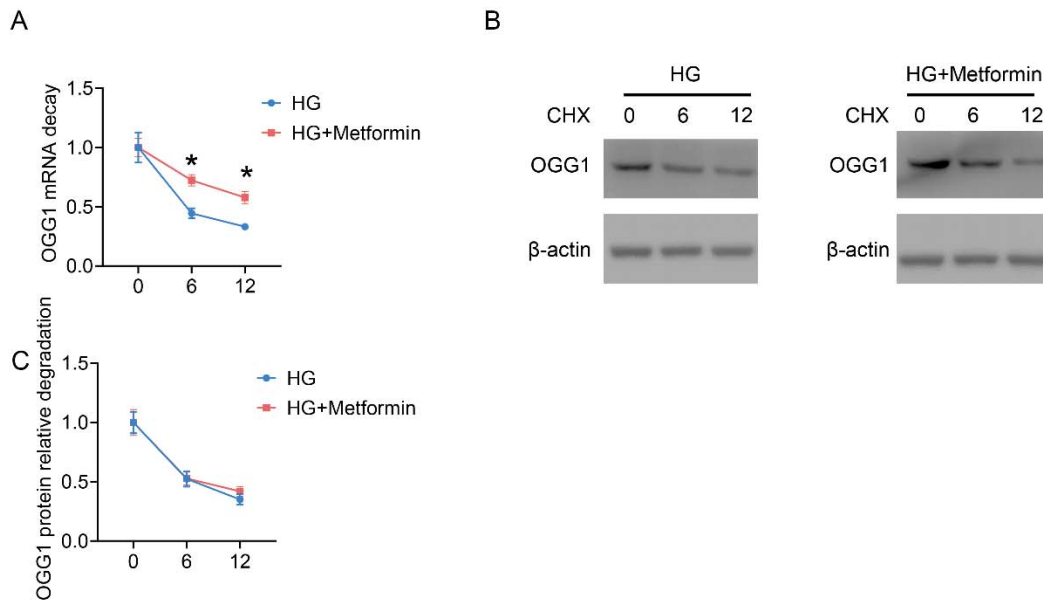 A
OGG1 mRNA decay
1.5
1.0
0.5
0.0
0 6 12
HG
HG+Metformin
*
*
B
HG
CHX 0 6 12
OGG1
β-actin
HG+Metformin
CHX 0 6 12
OGG1
β-actin
C
OGG1 protein relative degradation
1.5
1.0
0.5
0.0
0 6 12
HG
HG+Metformin